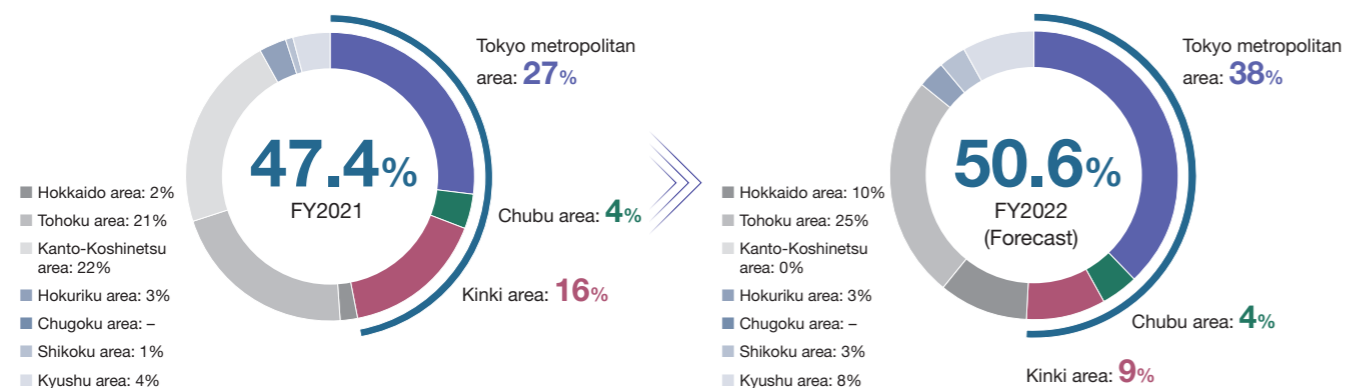 Tokyo metropolitan
area: 27%
47.4%
FY2021
Hokkaido area: 2%
Tohoku area: 21%
Kanto-Koshinetsu
area: 22%
Hokuriku area: 3%
Chugoku area: –
Shikoku area: 1%
Kyushu area: 4%
Chubu area: 4%
Kinki area: 16%
Tokyo metropolitan
area: 38%
50.6%
FY2022
(Forecast)
Hokkaido area: 10%
Tohoku area: 25%
Kanto-Koshinetsu
area: 0%
Hokuriku area: 3%
Chugoku area: –
Shikoku area: 3%
Kyushu area: 8%
Chubu area: 4%
Kinki area: 9%